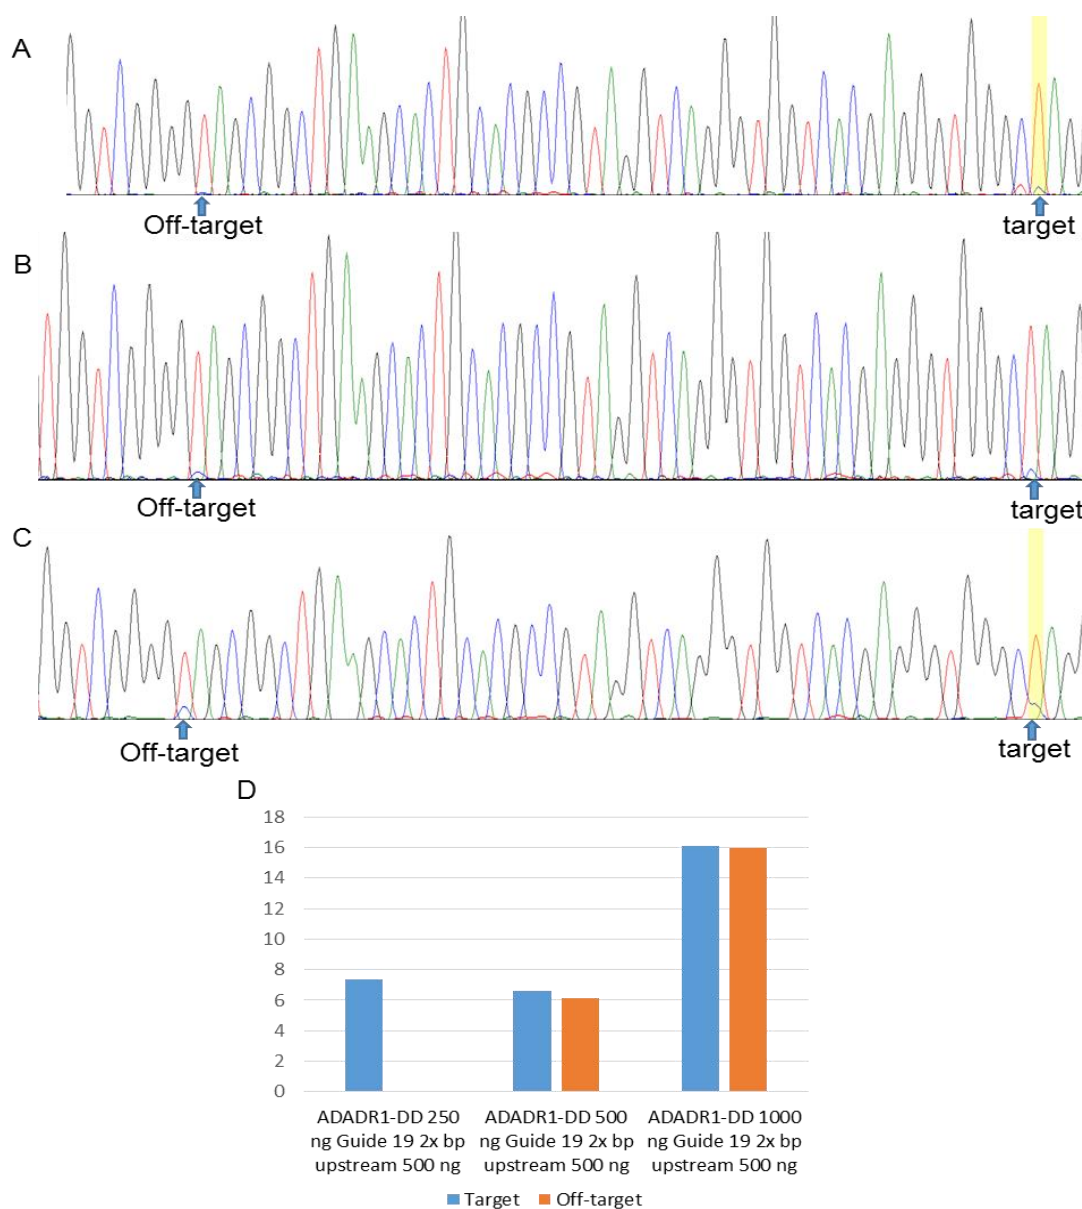 A
Off-target
target
B
Off-target
target
C
Off-target
target
D
18
16
14
12
10
8
6
4
2
0
ADADR1-DD 250
ng Guide 19 2x bp
upstream 500 ng
ADADR1-DD 500
ng Guide 19 2x bp
upstream 500 ng
ADADR1-DD 1000
ng Guide 19 2x bp
upstream 500 ng
Target
Off-target